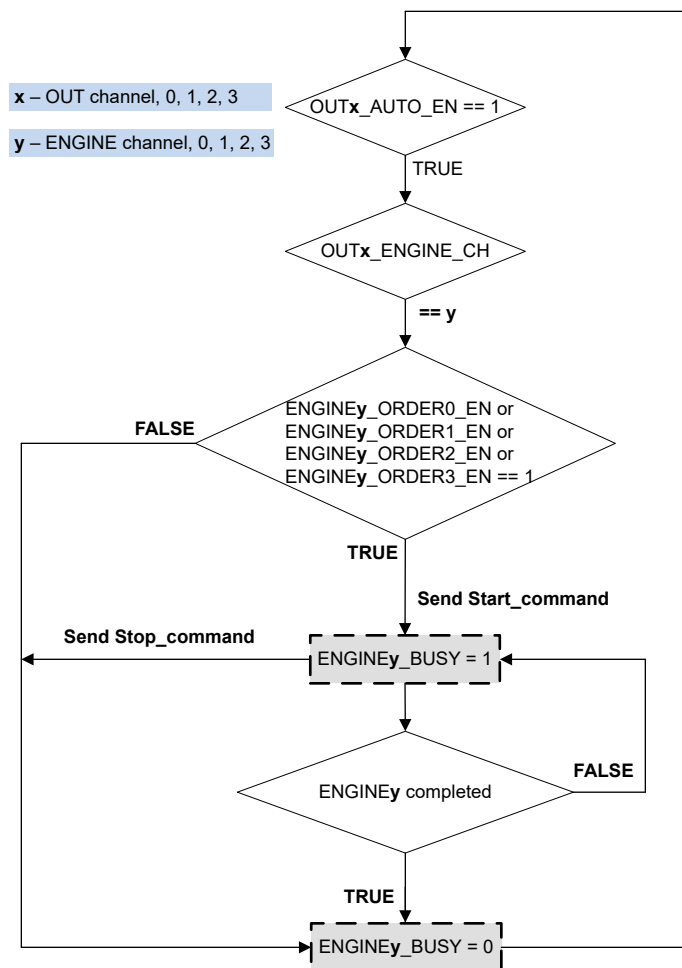 x – OUT channel, 0, 1, 2, 3
y – ENGINE channel, 0, 1, 2, 3
OUTx_AUTO_EN == 1
TRUE
OUTx_ENGINE_CH
== y
ENGINEy_ORDER0_EN or
ENGINEy_ORDER1_EN or
ENGINEy_ORDER2_EN or
ENGINEy_ORDER3_EN == 1
FALSE
TRUE
Send Start_command
Send Stop_command
ENGINEy_BUSY = 1
ENGINEy completed
FALSE
TRUE
ENGINEy_BUSY = 0